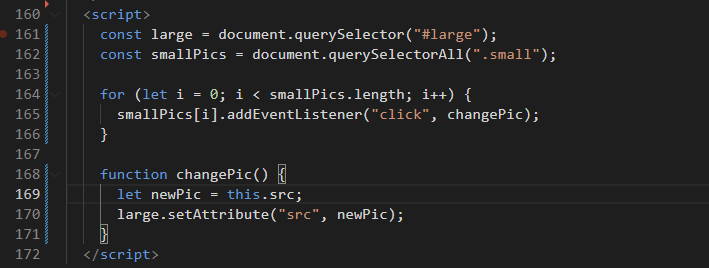 160 <script>
161 const large = document.querySelector("#large");
162 const smallPics = document.querySelectorAll(".small");
163
164 for (let i = 0; i < smallPics.length; i++) {
165 smallPics[i].addEventListener("click", changePic);
166 }
167
168 function changePic() {
169 let newPic = this.src;
170 large.setAttribute("src", newPic);
171 }
172 </script>